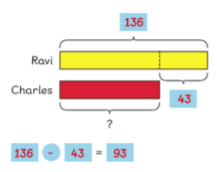 136
Ravi
Charles
43
?
136 - 43 = 93